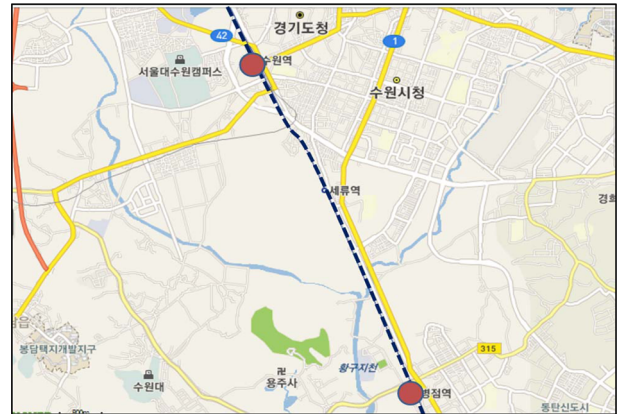 경기도청
42
1
수원역
서울대수원캠퍼스
수원시청
세류역
경희
315
봉담택지개발지구
황구지천
수원대
용주사
병점역
동탄신도시